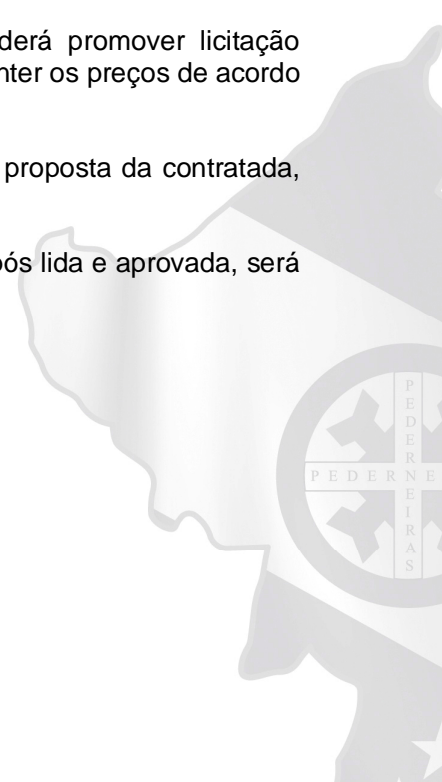 derá promover licitação
nter os preços de acordo
proposta da contratada,
pós lida e aprovada, será
PEDERNEIRAS
PEDERNE